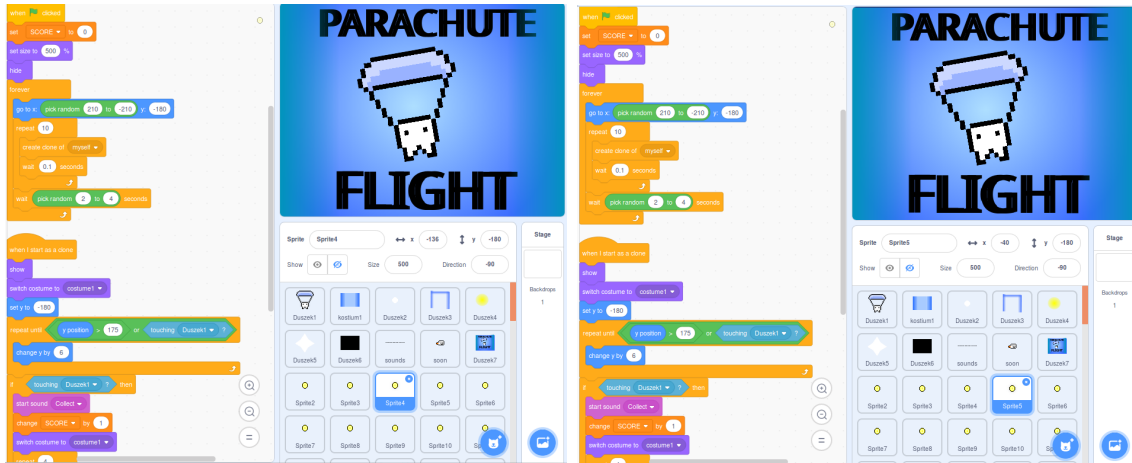 when clicked
set SCORE to 0
set size to 500 %
hide
forever
go to x: pick random 210 to -210 y: -180
repeat 10
create clone of myself
wait 0.1 seconds
wait pick random 2 to 4 seconds
when I start as a clone
show
switch costume to costume1
set y to -180
repeat until y position > 175 or touching Duszek1 ?
change y by 6
if touching Duszek1 ? then
start sound Collect
change SCORE by 1
switch costume to costume1
repeat 4
PARACHUTE
FLIGHT
Sprite Sprite4 x -136 y -180
Show Size 500 Direction -90
Stage
Backdrops
1
Duszek1 kostium1 Duszek2 Duszek3 Duszek4
Duszek5 Duszek6 sounds soon Duszek7
Sprite2 Sprite3 Sprite4 Sprite5 Sprite6
Sprite7 Sprite8 Sprite9 Sprite10
when clicked
set SCORE to 0
set size to 500 %
hide
forever
go to x: pick random 210 to -210 y: -180
repeat 10
create clone of myself
wait 0.1 seconds
wait pick random 2 to 4 seconds
when I start as a clone
show
switch costume to costume1
set y to -180
repeat until y position > 175 or touching Duszek1 ?
change y by 6
if touching Duszek1 ? then
start sound Collect
change SCORE by 1
switch costume to costume1
PARACHUTE
FLIGHT
Sprite Sprite5 x -40 y -180
Show Size 500 Direction -90
Stage
Backdrops
1
Duszek1 kostium1 Duszek2 Duszek3 Duszek4
Duszek5 Duszek6 sounds soon Duszek7
Sprite2 Sprite3 Sprite4 Sprite5 Sprite6
Sprite7 Sprite8 Sprite9 Sprite10